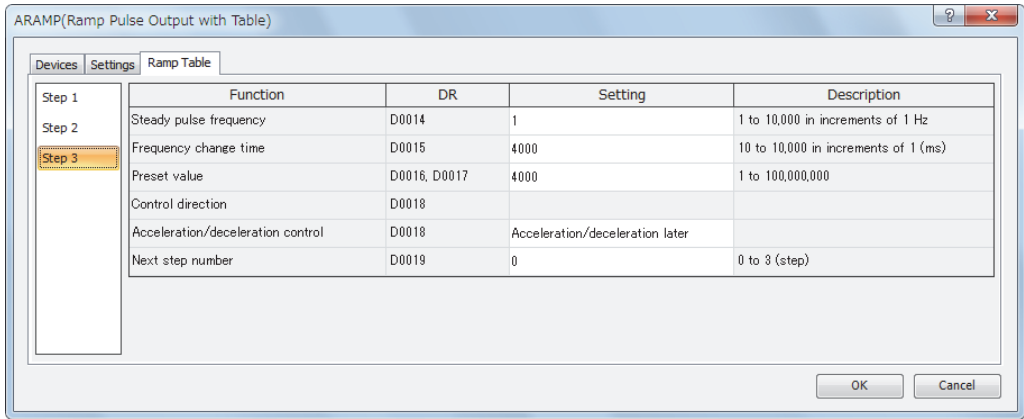 ARAMP(Ramp Pulse Output with Table)
?
Devices Settings Ramp Table
Step 1
Step 2
Step 3
Function DR Setting Description
Steady pulse frequency D0014 1 1 to 10,000 in increments of 1 Hz
Frequency change time D0015 4000 10 to 10,000 in increments of 1 (ms)
Preset value D0016, D0017 4000 1 to 100,000,000
Control direction D0018
Acceleration/deceleration control D0018 Acceleration/deceleration later
Next step number D0019 0 0 to 3 (step)
OK Cancel